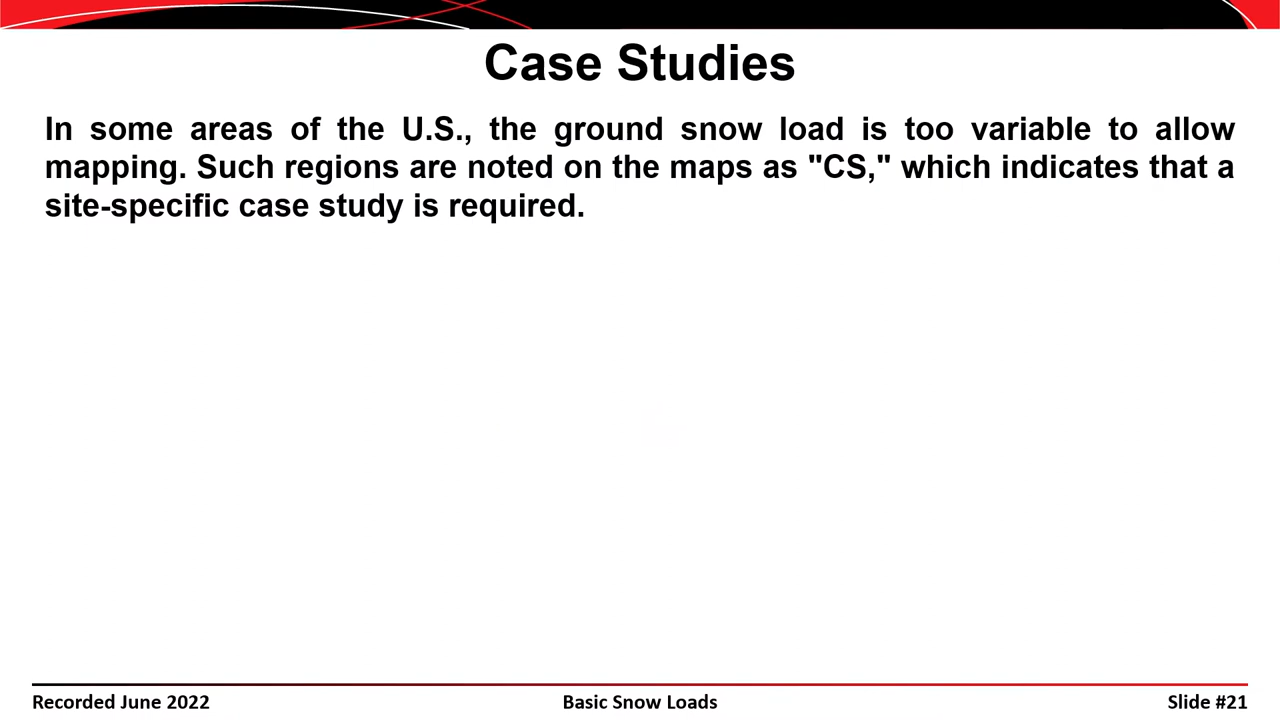 Case Studies
In some areas of the U.S., the ground snow load is too variable to allow
mapping. Such regions are noted on the maps as "CS," which indicates that a
site-specific case study is required.
Recorded June 2022
Basic Snow Loads
Slide #21